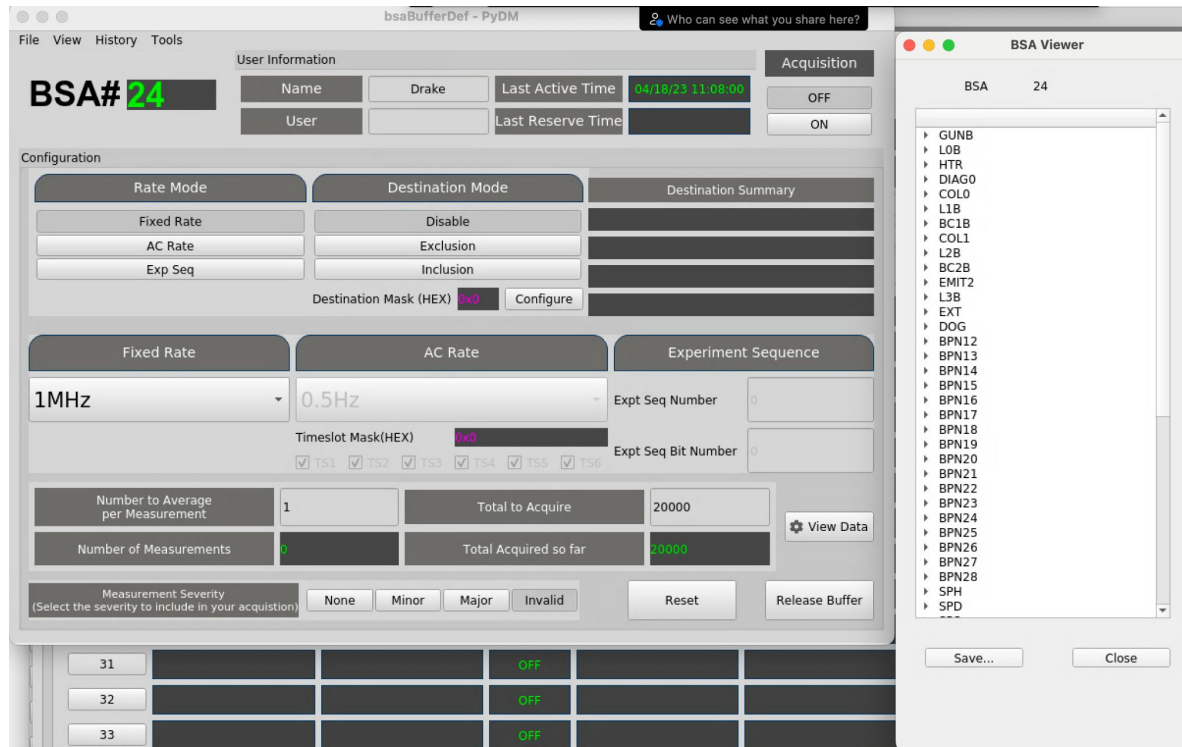 bsaBufferDef - PyDM
Who can see what you share here?
File View History Tools
BSA# 24
User Information
Name
Drake
Last Active Time
04/18/23 11:08:00
User
Last Reserve Time
Acquisition
OFF
ON
Configuration
Rate Mode
Fixed Rate
AC Rate
Exp Seq
Destination Mode
Disable
Exclusion
Inclusion
Destination Mask (HEX)
0x0
Configure
Destination Summary
Fixed Rate
1MHz
AC Rate
0.5Hz
Timeslot Mask(HEX)
0x0
TS1 TS2 TS3 TS4 TS5 TS6
Experiment Sequence
Expt Seq Number
0
Expt Seq Bit Number
0
Number to Average
per Measurement
1
Total to Acquire
20000
Number of Measurements
0
Total Acquired so far
20000
View Data
Measurement Severity
(Select the severity to include in your acquistion)
None
Minor
Major
Invalid
Reset
Release Buffer
31
OFF
32
OFF
33
OFF
BSA Viewer
BSA 24
GUNB
L0B
HTR
DIAG0
COL0
L1B
BC1B
COL1
L2B
BC2B
EMIT2
L3B
EXT
DOG
BPN12
BPN13
BPN14
BPN15
BPN16
BPN17
BPN18
BPN19
BPN20
BPN21
BPN22
BPN23
BPN24
BPN25
BPN26
BPN27
BPN28
SPH
SPD
Save...
Close